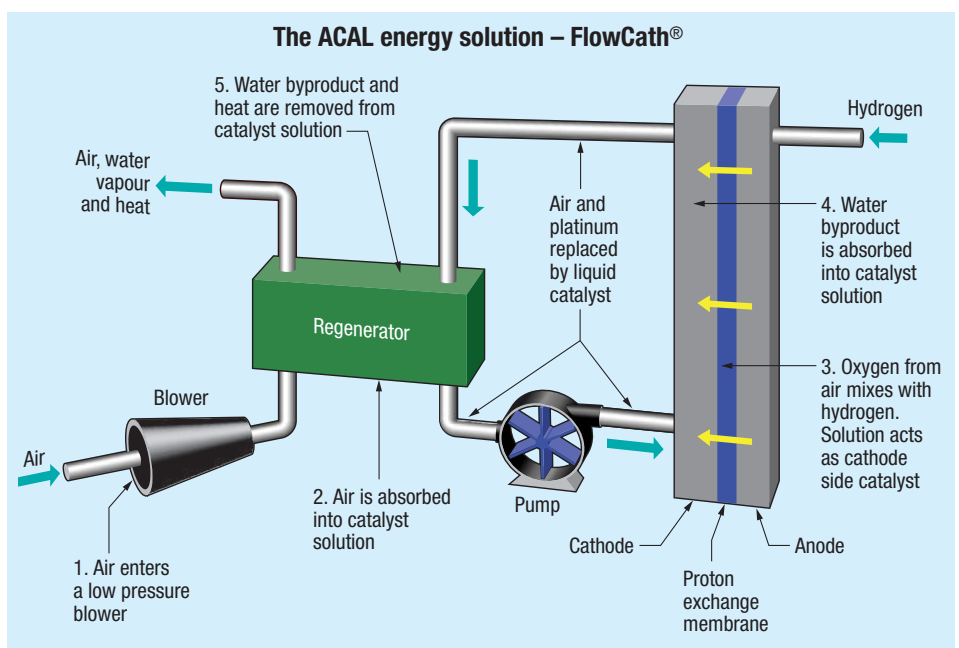 The ACAL energy solution – FlowCath®
5. Water byproduct and
heat are removed from
catalyst solution
Hydrogen
Air, water
vapour
and heat
Air and
platinum
replaced
by liquid
catalyst
4. Water
byproduct
is absorbed
into catalyst
solution
Regenerator
3. Oxygen from
air mixes with
hydrogen.
Solution acts
as cathode
side catalyst
Blower
Air
2. Air is absorbed
into catalyst
solution
Pump
Cathode
Anode
1. Air enters
a low pressure
blower
Proton
exchange
membrane